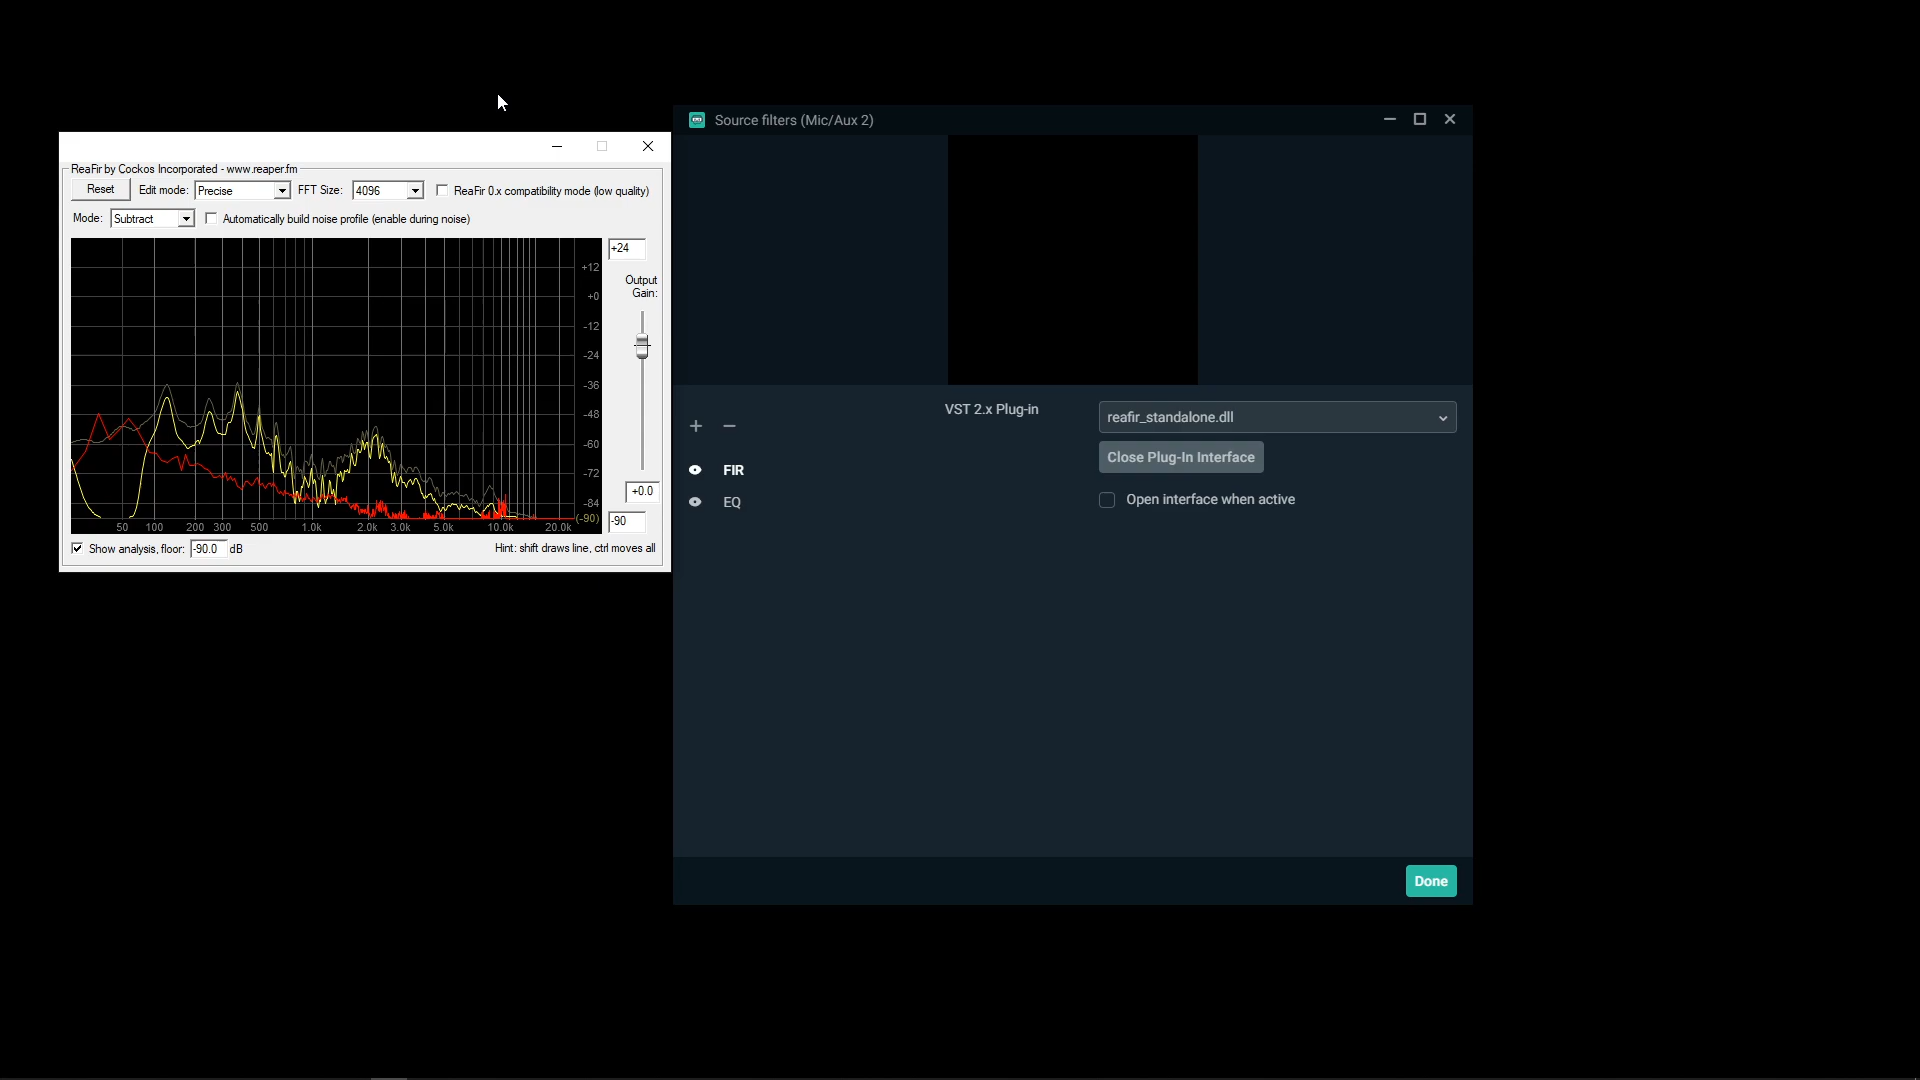 Source filters (Mic/Aux 2)
ReaFir by Cockos Incorporated - www.reaper.fm
Reset Edit mode: Precise FFT Size: 4096 ReaFir 0.x compatibility mode (low quality)
Mode: Subtract Automatically build noise profile (enable during noise)
+24
+12
Output
Gain:
+0
-12
-24
-36
-48
-60
-72
+0.0
-84
(-90)
-90
50 100 200 300 500 1.0k 2.0k 3.0k 5.0k 10.0k 20.0k
Show analysis, floor: -90.0 dB
Hint: shift draws line, ctrl moves all
VST 2.x Plug-in
reafir_standalone.dll
Close Plug-In Interface
FIR
Open interface when active
EQ
Done